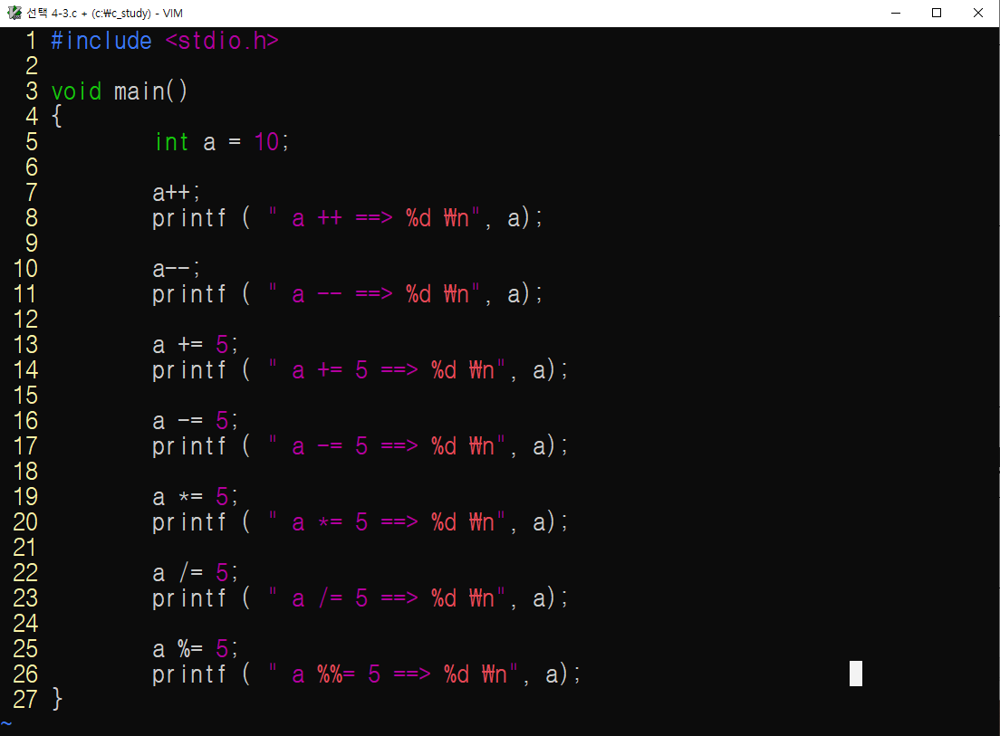 선택 4-3.c + (c:\c_study) - VIM
1 #include <stdio.h>
2
3 void main()
4 {
5         int a = 10;
6
7         a++;
8         printf ( " a ++ ==> %d ₩n", a);
9
10         a--;
11         printf ( " a -- ==> %d ₩n", a);
12
13         a += 5;
14         printf ( " a += 5 ==> %d ₩n", a);
15
16         a -= 5;
17         printf ( " a -= 5 ==> %d ₩n", a);
18
19         a *= 5;
20         printf ( " a *= 5 ==> %d ₩n", a);
21
22         a /= 5;
23         printf ( " a /= 5 ==> %d ₩n", a);
24
25         a %= 5;
26         printf ( " a %%= 5 ==> %d ₩n", a);
27 }
~